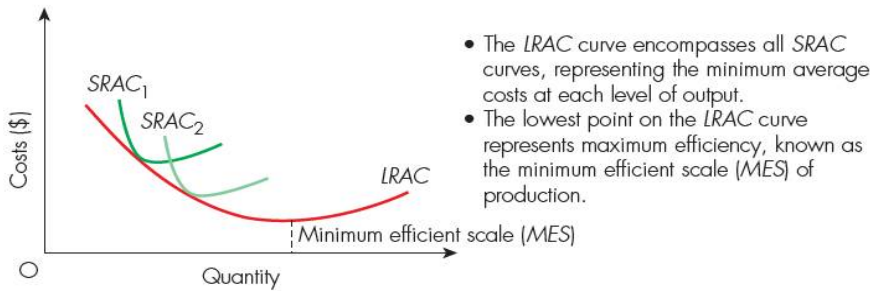 Costs ($)
SRAC1
SRAC2
LRAC
Minimum efficient scale (MES)
O
Quantity
• The LRAC curve encompasses all SRAC
curves, representing the minimum average
costs at each level of output.
• The lowest point on the LRAC curve
represents maximum efficiency, known as
the minimum efficient scale (MES) of
production.